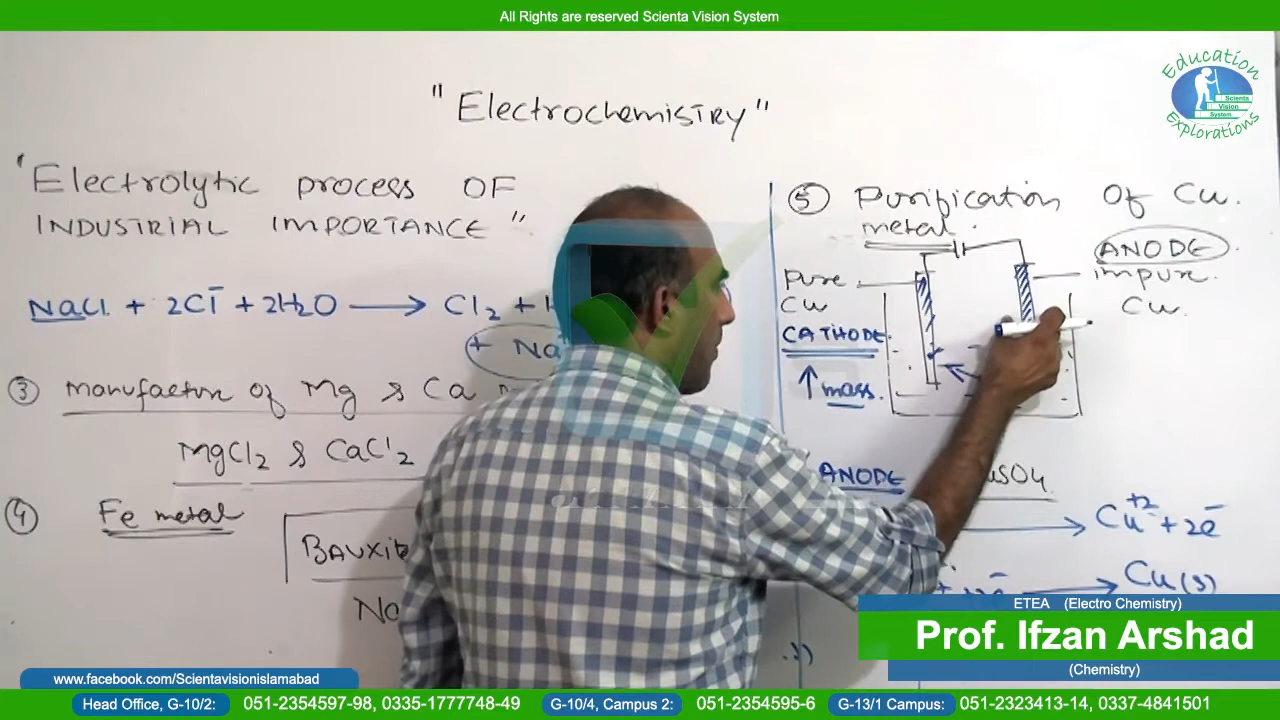 All Rights are reserved Scienta Vision System
Education
Scienta
Vision
System
Explorations
"Electrochemistry"
'Electrolytic process OF
INDUSTRIAL IMPORTANCE"
NaCl + 2Cl⁻ + 2H₂O ⟶ Cl₂ +
+ Na
③ manufacture of Mg & Ca
MgCl₂ & CaCl₂
④ Fe metal
BAUXite
⑤ Purification Of Cu.
metal.
ANODE
impure
Cu.
Pure
Cu
CATHODE
↑ mass.
ANODE
SO₄
⟶ Cu⁺² + 2e⁻
⟶ Cu(s)
ETEA (Electro Chemistry)
Prof. Ifzan Arshad
(Chemistry)
www.facebook.com/Scientavisionislamabad
Head Office, G-10/2: 051-2354597-98, 0335-1777748-49 G-10/4, Campus 2: 051-2354595-6 G-13/1 Campus: 051-2323413-14, 0337-4841501